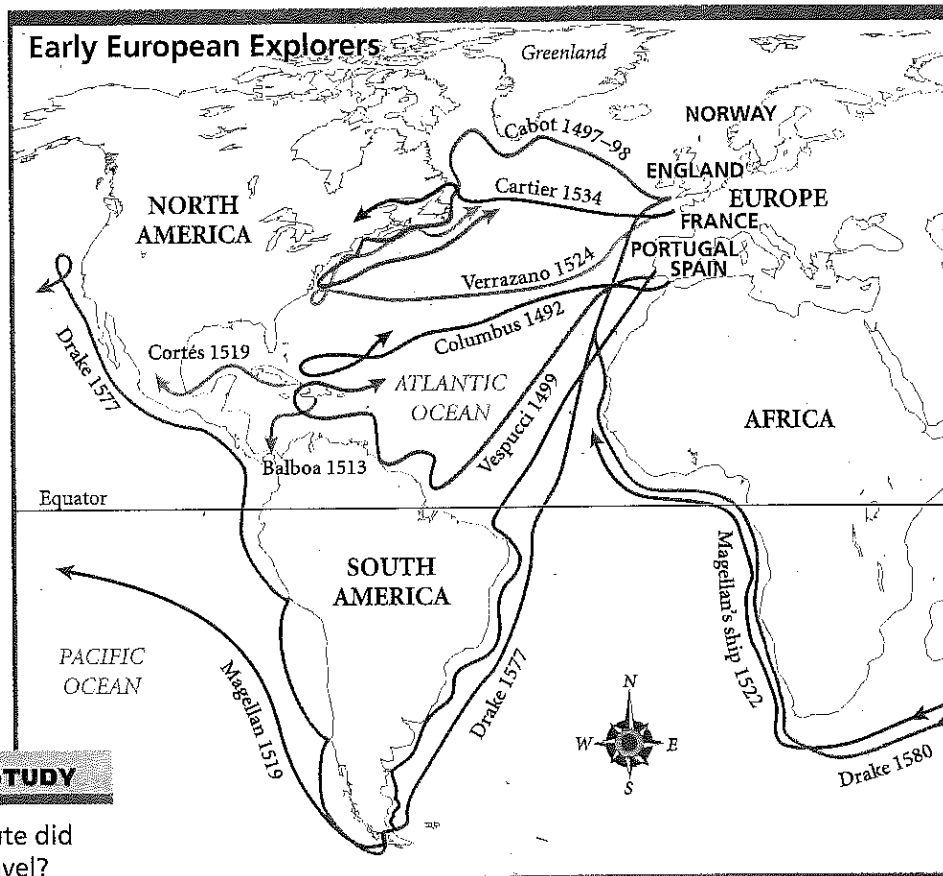 Early European Explorers
Greenland
NORWAY
Cabot 1497–98
ENGLAND
Cartier 1534
EUROPE
NORTH
AMERICA
FRANCE
PORTUGAL
SPAIN
Verrazano 1524
Columbus 1492
Drake 1577
Cortés 1519
ATLANTIC
OCEAN
Vespucci 1499
AFRICA
Balboa 1513
Equator
SOUTH
AMERICA
Magellan's ship 1522
PACIFIC
OCEAN
Magellan 1519
Drake 1577
N
W
E
S
Drake 1580
TUDY
te did
vel?